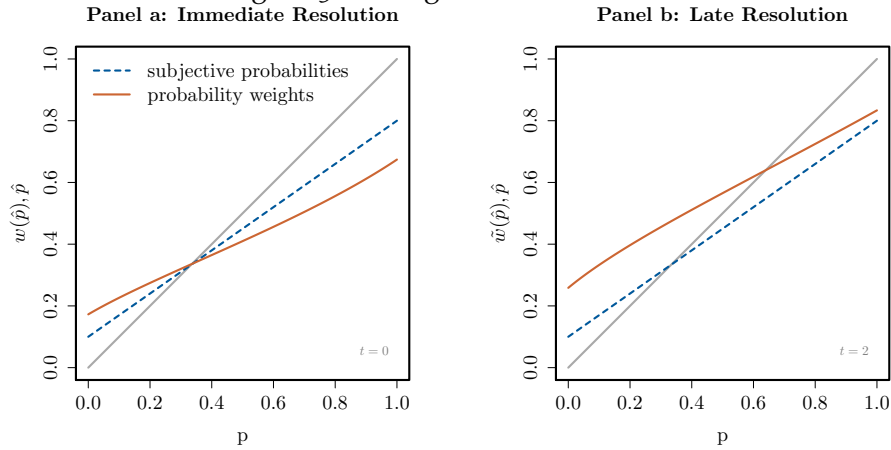 Panel a: Immediate Resolution
subjective probabilities
probability weights
w(p̂), p̂
1.0
0.8
0.6
0.4
0.2
0.0
t = 0
0.0 0.2 0.4 0.6 0.8 1.0
p
Panel b: Late Resolution
w̃(p̂), p̂
1.0
0.8
0.6
0.4
0.2
0.0
t = 2
0.0 0.2 0.4 0.6 0.8 1.0
p